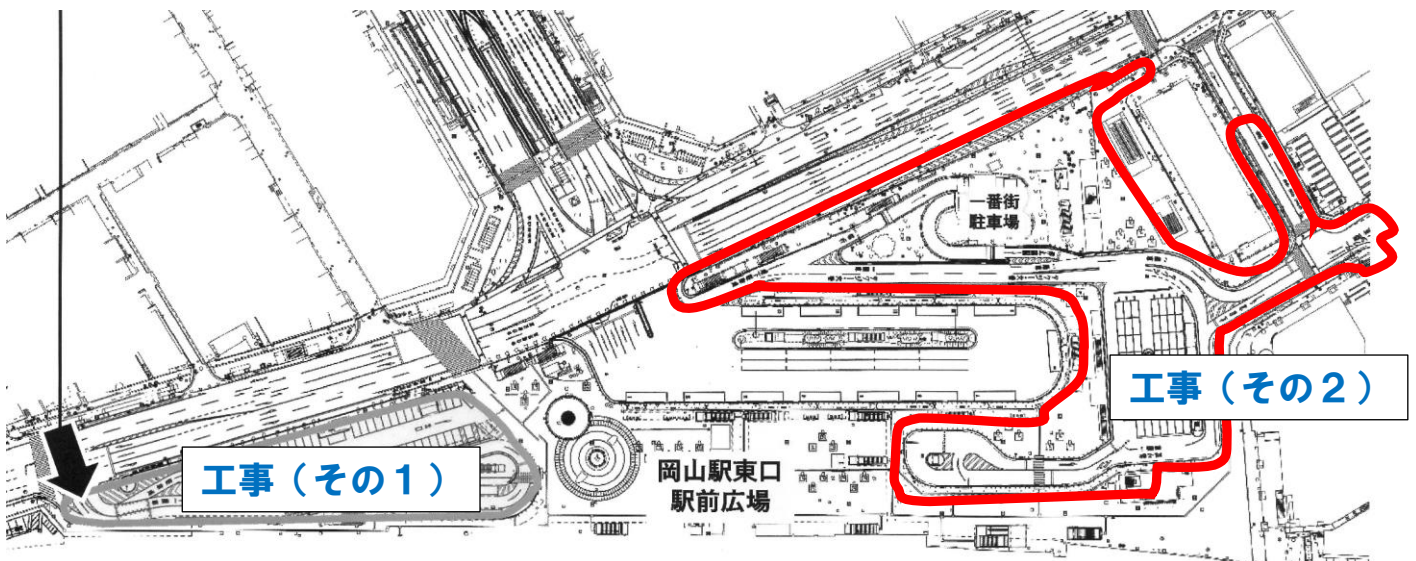 一番街
駐車場
工事（その２）
工事（その１）
岡山駅東口
駅前広場